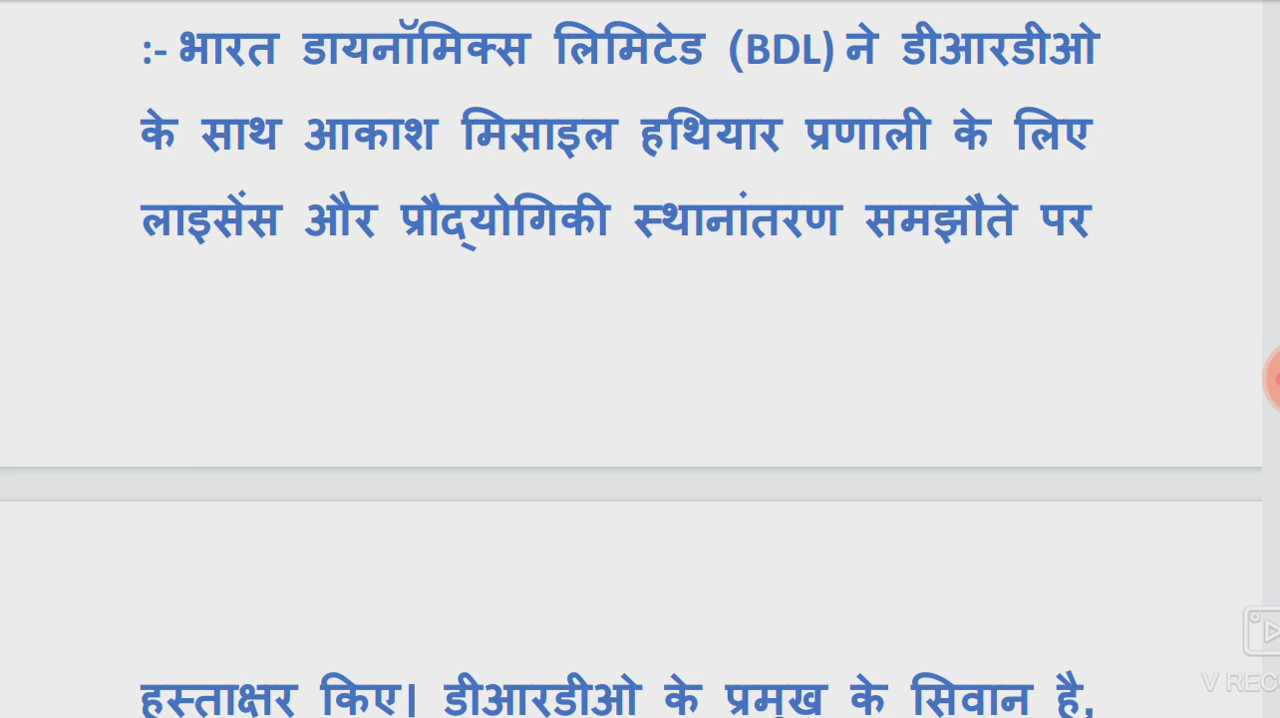 :- भारत डायनॉमिक्स लिमिटेड (BDL) ने डीआरडीओ
के साथ आकाश मिसाइल हथियार प्रणाली के लिए
लाइसेंस और प्रौद्‌योगिकी स्थानांतरण समझौते पर
हस्ताक्षर किए। डीआरडीओ के प्रमुख के सिवान है,